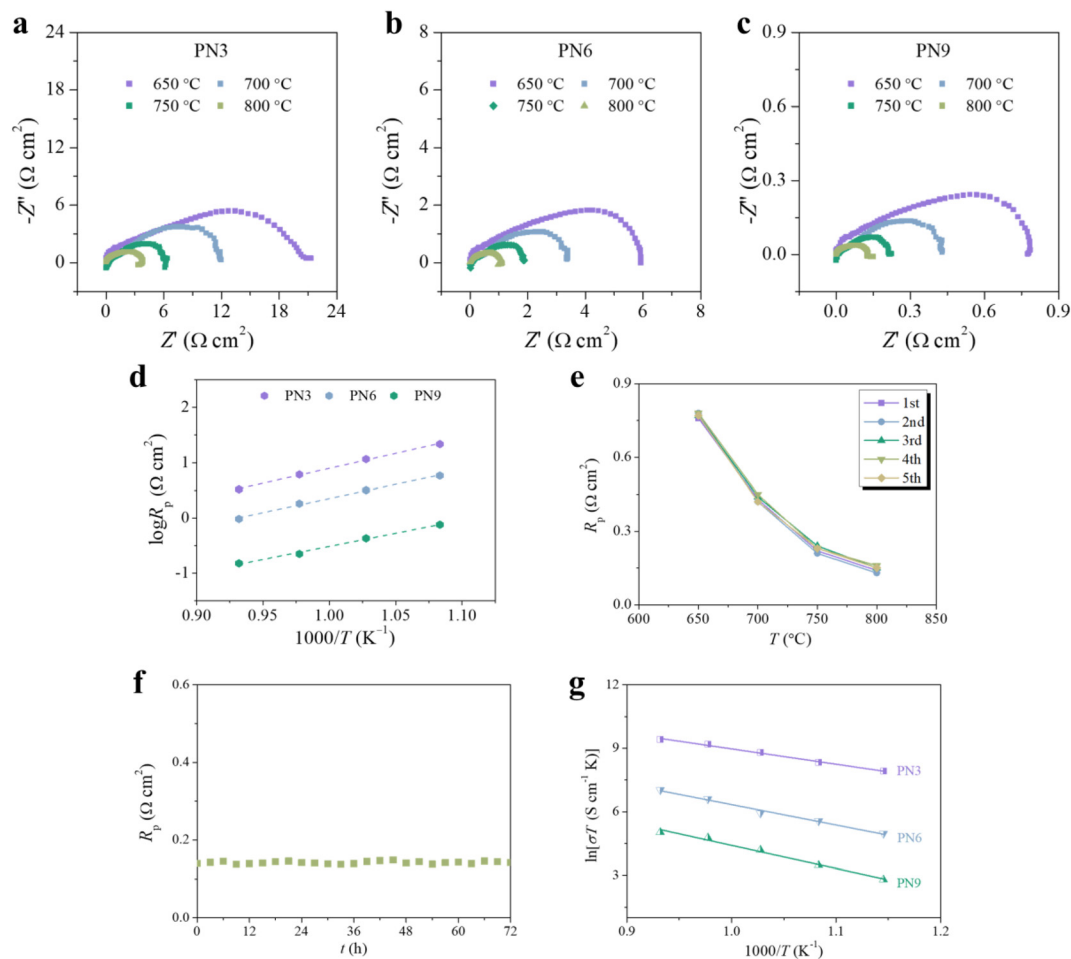 a
PN3
650 °C 700 °C
750 °C 800 °C
24
18
12
6
0
-Z'' (Ω cm²)
0 6 12 18 24
Z' (Ω cm²)
b
PN6
650 °C 700 °C
750 °C 800 °C
8
6
4
2
0
-Z'' (Ω cm²)
0 2 4 6 8
Z' (Ω cm²)
c
PN9
650 °C 700 °C
750 °C 800 °C
0.9
0.6
0.3
0.0
-Z'' (Ω cm²)
0.0 0.3 0.6 0.9
Z' (Ω cm²)
d
PN3 PN6 PN9
2
1
0
-1
logRp (Ω cm²)
0.90 0.95 1.00 1.05 1.10
1000/T (K⁻¹)
e
1st
2nd
3rd
4th
5th
0.9
0.6
0.3
0.0
Rp (Ω cm²)
600 650 700 750 800 850
T (°C)
f
0.6
0.4
0.2
0.0
Rp (Ω cm²)
0 12 24 36 48 60 72
t (h)
g
12
9
6
3
ln[σT (S cm⁻¹ K)]
PN3
PN6
PN9
0.9 1.0 1.1 1.2
1000/T (K⁻¹)